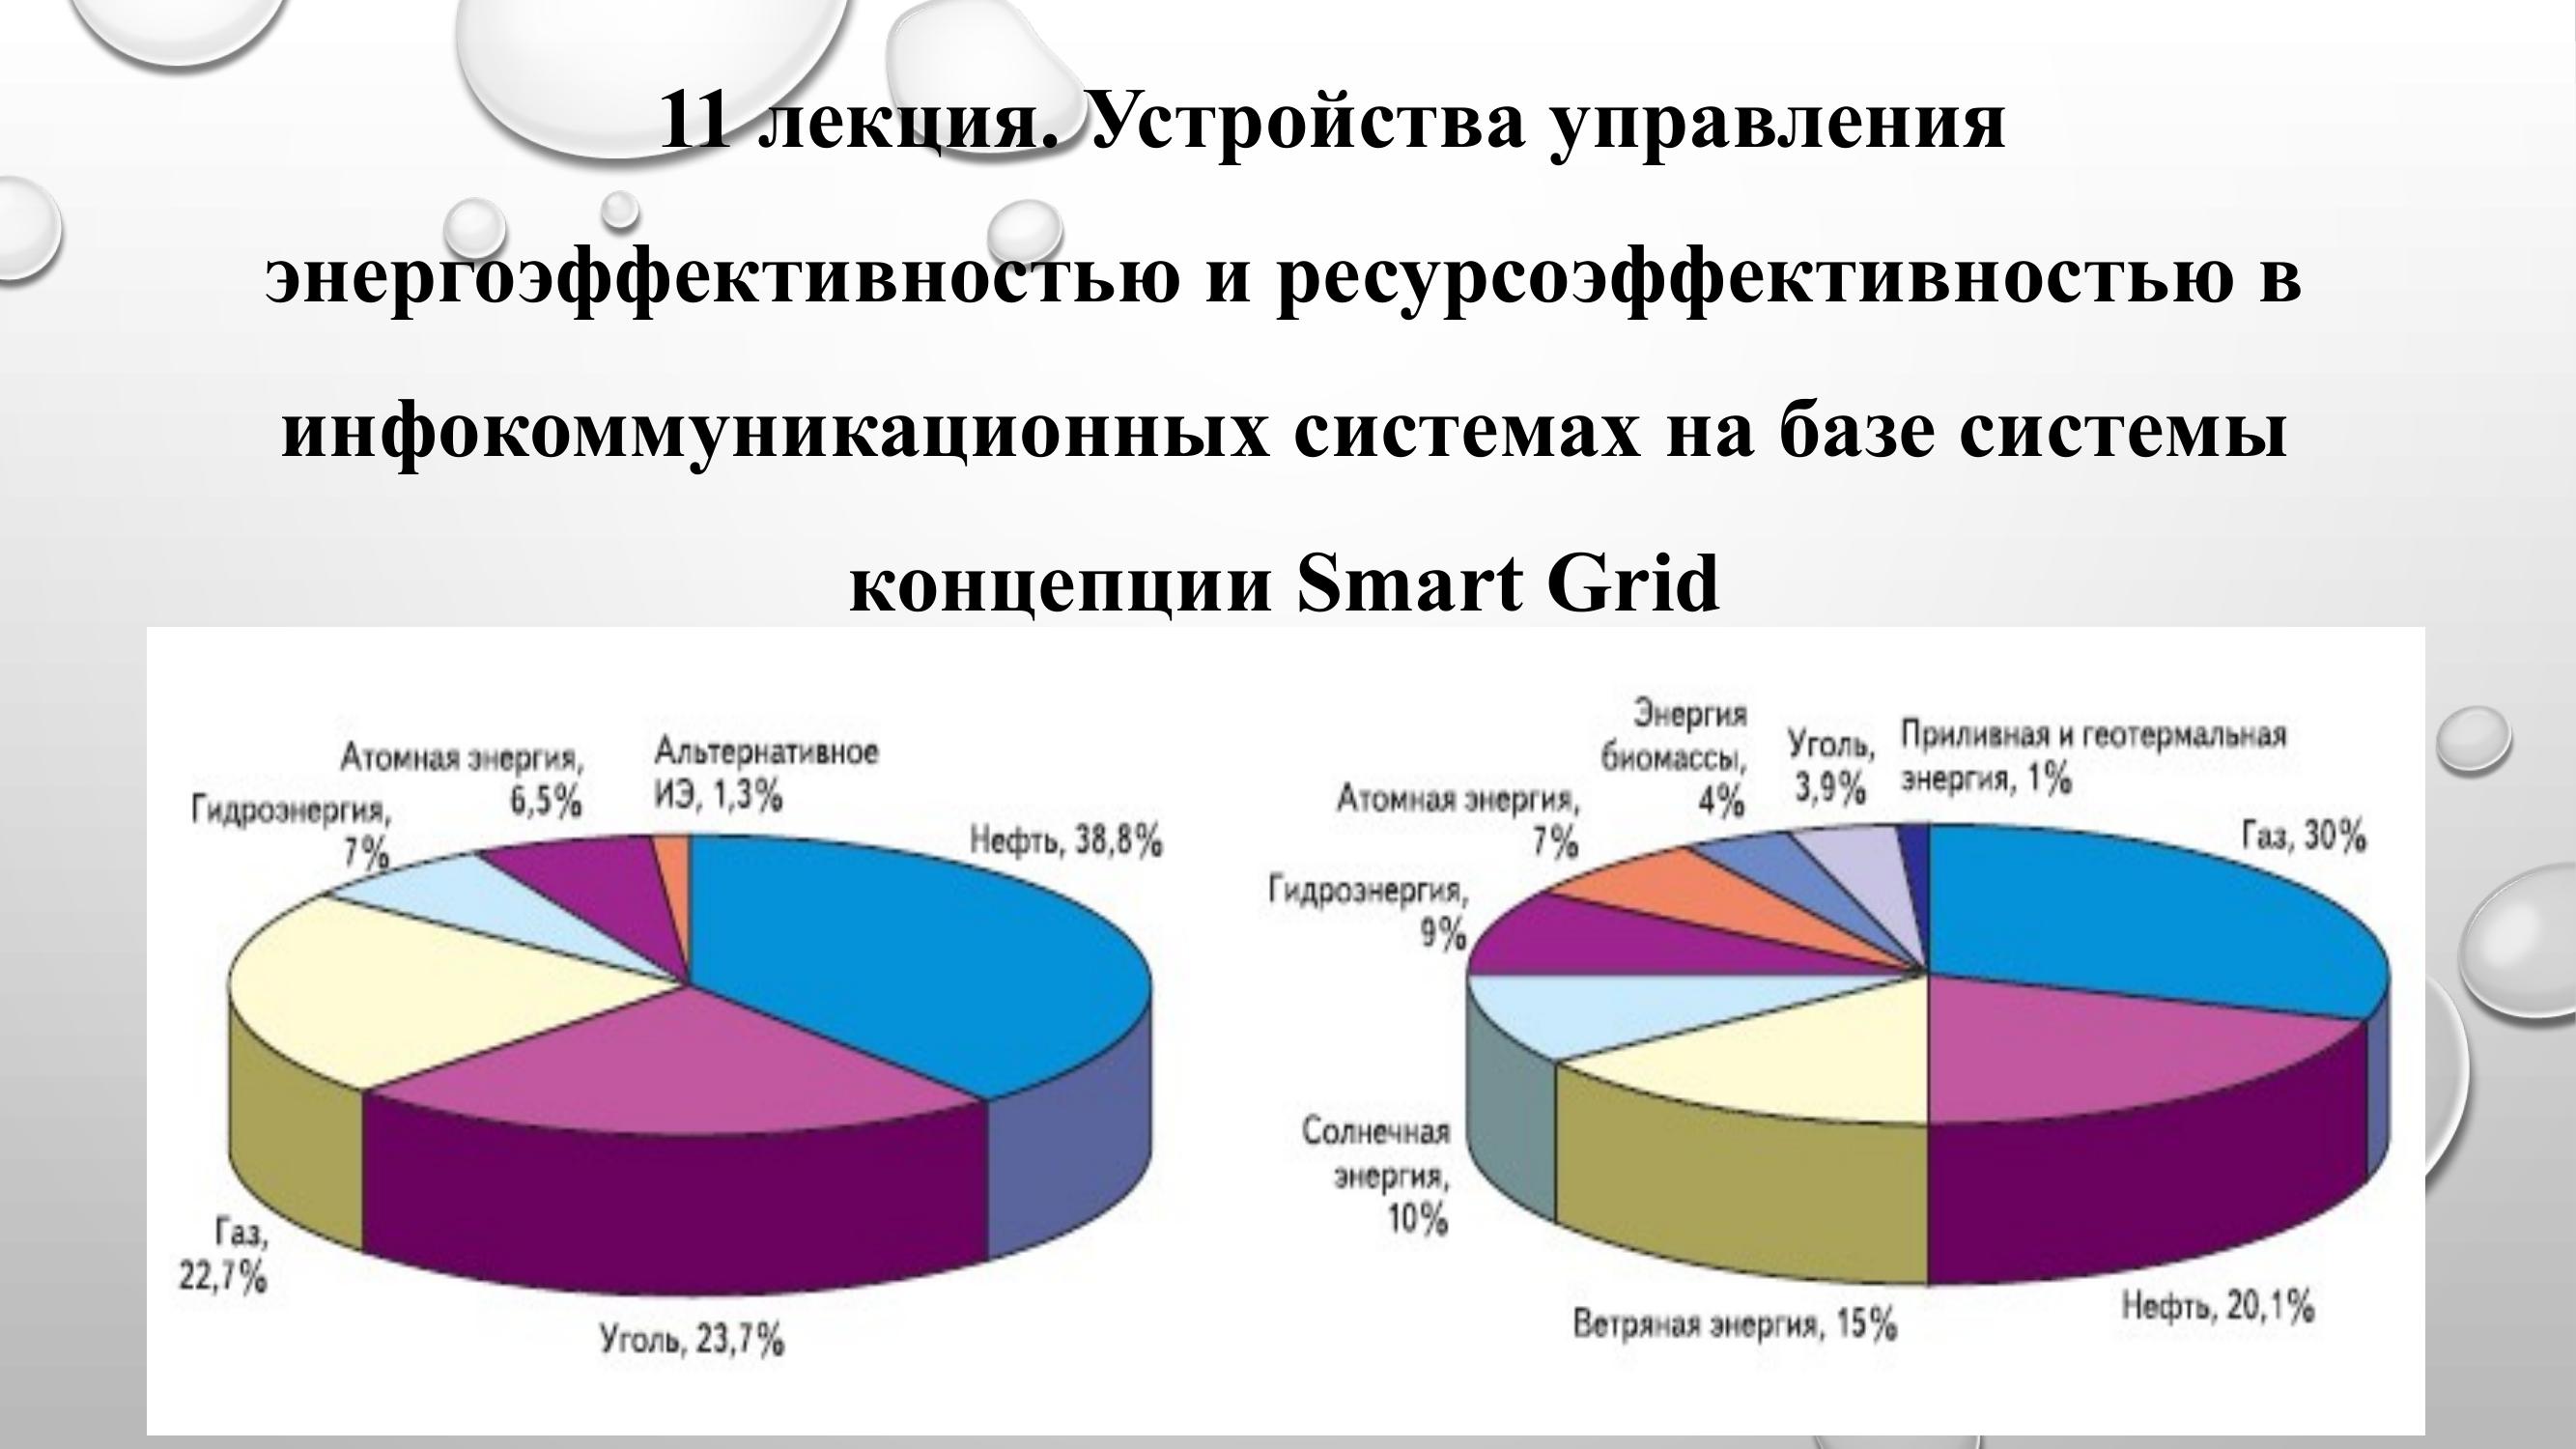 11 лекция. Устройства управления
энергоэффективностью и ресурсоэффективностью в
инфокоммуникационных системах на базе системы
концепции Smart Grid
Атомная энергия,
6,5%
Альтернативное
ИЭ, 1,3%
Гидроэнергия,
7%
Нефть, 38,8%
Газ,
22,7%
Уголь, 23,7%
Энергия
биомассы,
4%
Уголь,
3,9%
Приливная и геотермальная
энергия, 1%
Атомная энергия,
7%
Газ, 30%
Гидроэнергия,
9%
Солнечная
энергия,
10%
Ветряная энергия, 15%
Нефть, 20,1%